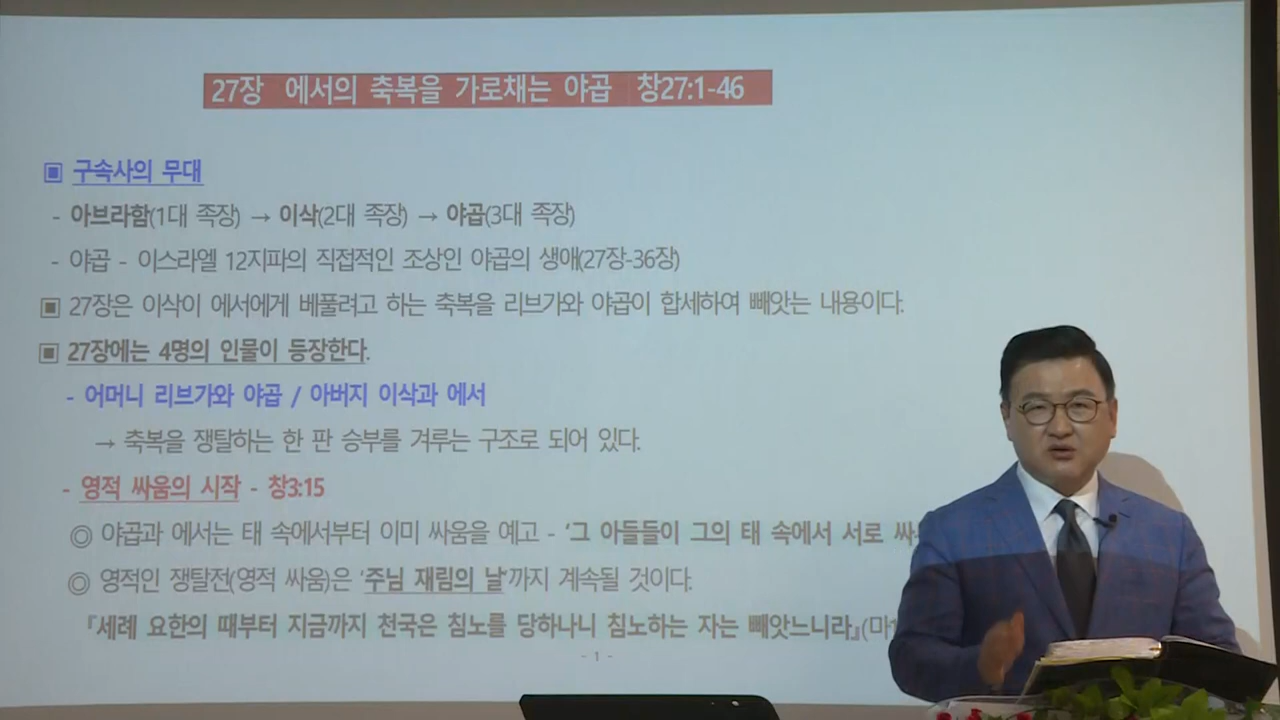 27장 에서의 축복을 가로채는 야곱 창27:1-46
▣ 구속사의 무대
- 아브라함(1대 족장) → 이삭(2대 족장) → 야곱(3대 족장)
- 야곱 - 이스라엘 12지파의 직접적인 조상인 야곱의 생애(27장-36장)
▣ 27장은 이삭이 에서에게 베풀려고 하는 축복을 리브가와 야곱이 합세하여 빼앗는 내용이다.
▣ 27장에는 4명의 인물이 등장한다.
- 어머니 리브가와 야곱 / 아버지 이삭과 에서
→ 축복을 쟁탈하는 한 판 승부를 겨루는 구조로 되어 있다.
- 영적 싸움의 시작 - 창3:15
◎ 야곱과 에서는 태 속에서부터 이미 싸움을 예고 - '그 아들들이 그의 태 속에서 서로
◎ 영적인 쟁탈전(영적 싸움)은 '주님 재림의 날'까지 계속될 것이다.
『세례 요한의 때부터 지금까지 천국은 침노를 당하나니 침노하는 자는 빼앗느니라』(마
- 1 -